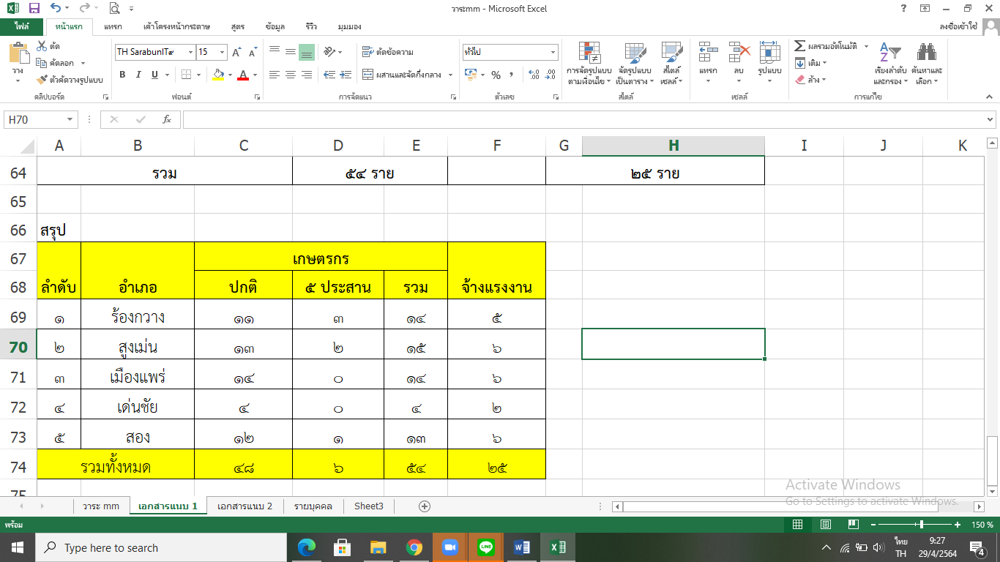 วาระmm - Microsoft Excel
ไฟล์ หน้าแรก แทรก เค้าโครงหน้ากระดาษ สูตร ข้อมูล รีวิว มุมมอง ลงชื่อเข้าใช้
วาง
ตัด
คัดลอก
ตัวคัดวางรูปแบบ
คลิปบอร์ด
TH SarabunIT๙ 15
B I U
ฟอนต์
ตัดข้อความ
ผสานและจัดกึ่งกลาง
การจัดแนว
ทั่วไป
ตัวเลข
การจัดรูปแบบ ตามเงื่อนไข
จัดรูปแบบ เป็นตาราง
สไตล์ เซลล์
สไตล์
แทรก ลบ รูปแบบ
เซลล์
ผลรวมอัตโนมัติ
เติม
ล้าง
เรียงลำดับ และกรอง
ค้นหาและ เลือก
การแก้ไข
H70 fx
A B C D E F G H I J K
64 รวม ๕๔ ราย ๒๕ ราย
65
66 สรุป
67 เกษตรกร
68 ลำดับ อำเภอ ปกติ ๕ ประสาน รวม จ้างแรงงาน
69 ๑ ร้องกวาง ๑๑ ๓ ๑๔ ๕
70 ๒ สูงเม่น ๑๓ ๒ ๑๕ ๖
71 ๓ เมืองแพร่ ๑๔ ๐ ๑๔ ๖
72 ๔ เด่นชัย ๔ ๐ ๔ ๒
73 ๕ สอง ๑๒ ๑ ๑๓ ๖
74 รวมทั้งหมด ๔๘ ๖ ๕๔ ๒๕
75
Activate Windows
Go to Settings to activate Windows.
วาระ mm เอกสารแนบ 1 เอกสารแนบ 2 รายบุคคล Sheet3
พร้อม 150 %
Type here to search
ไทย
TH
9:27
29/4/2564
4